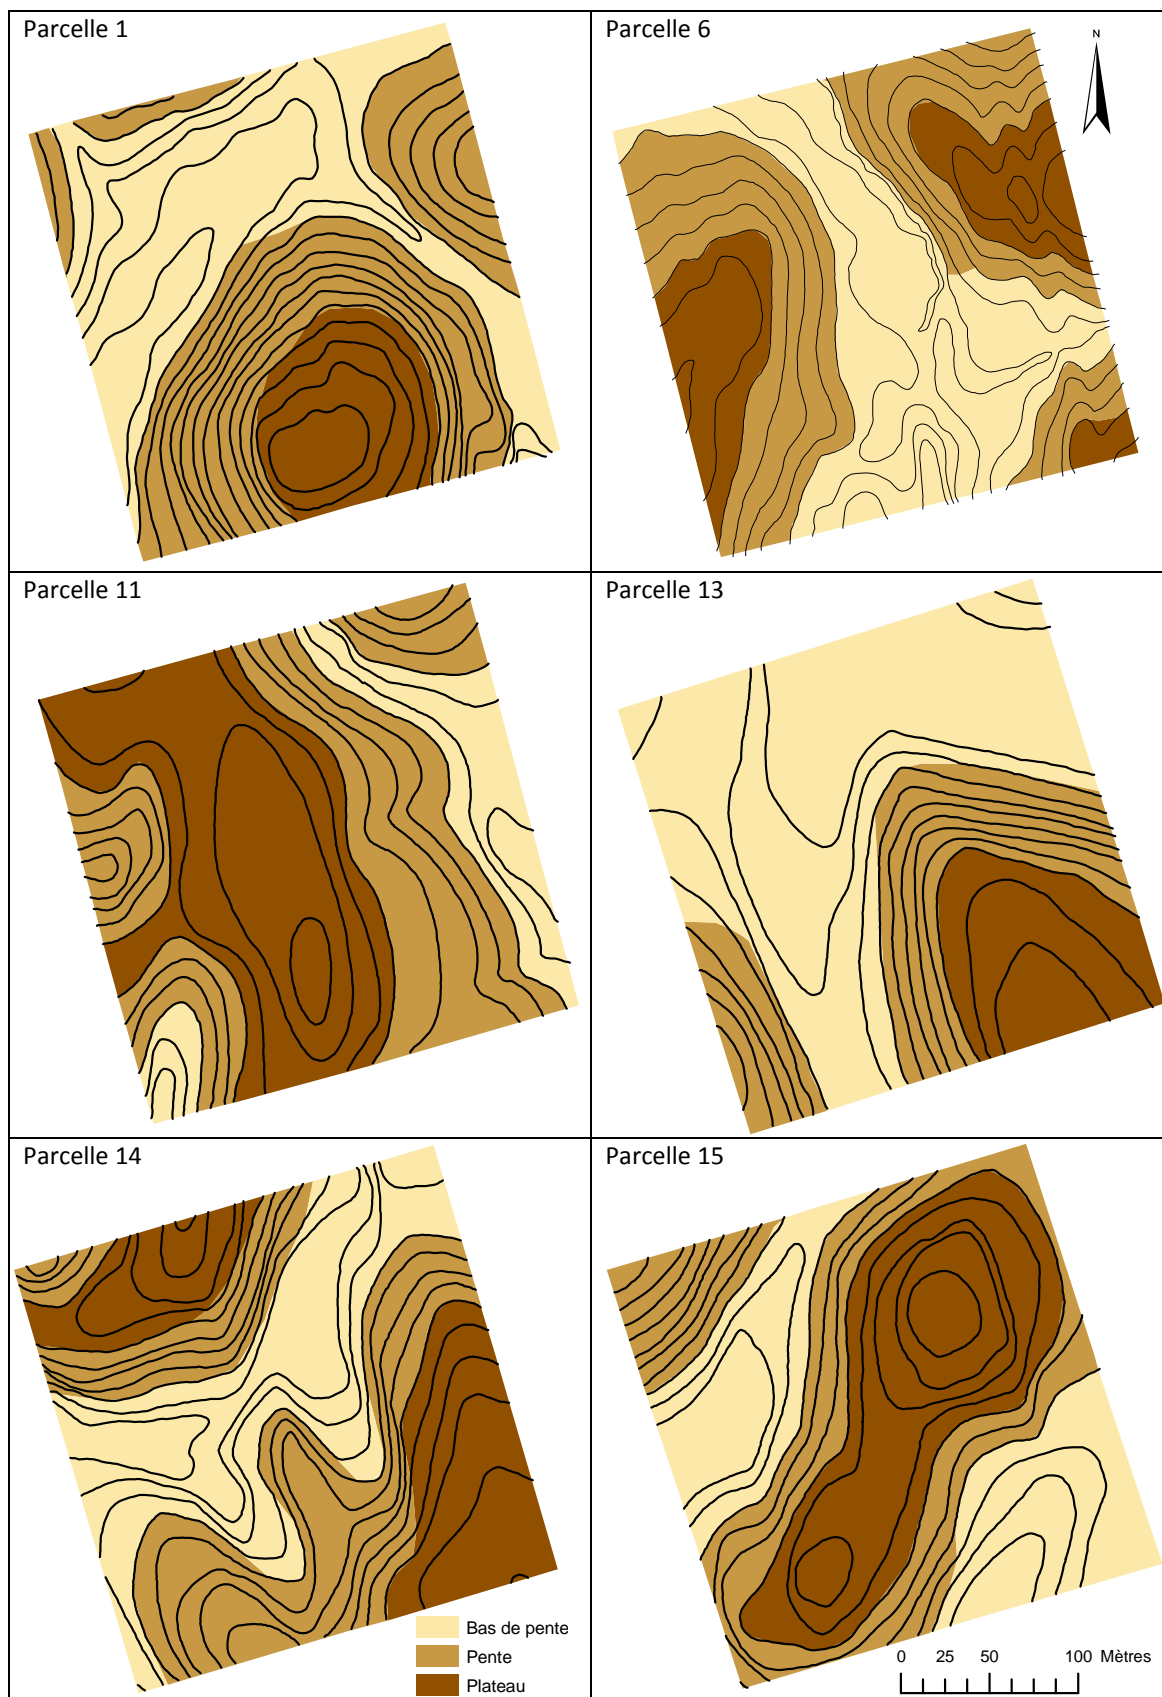 Parcelle 1
Parcelle 6
N
Parcelle 11
Parcelle 13
Parcelle 14
Parcelle 15
Bas de pente
Pente
Plateau
0 25 50 100 Mètres